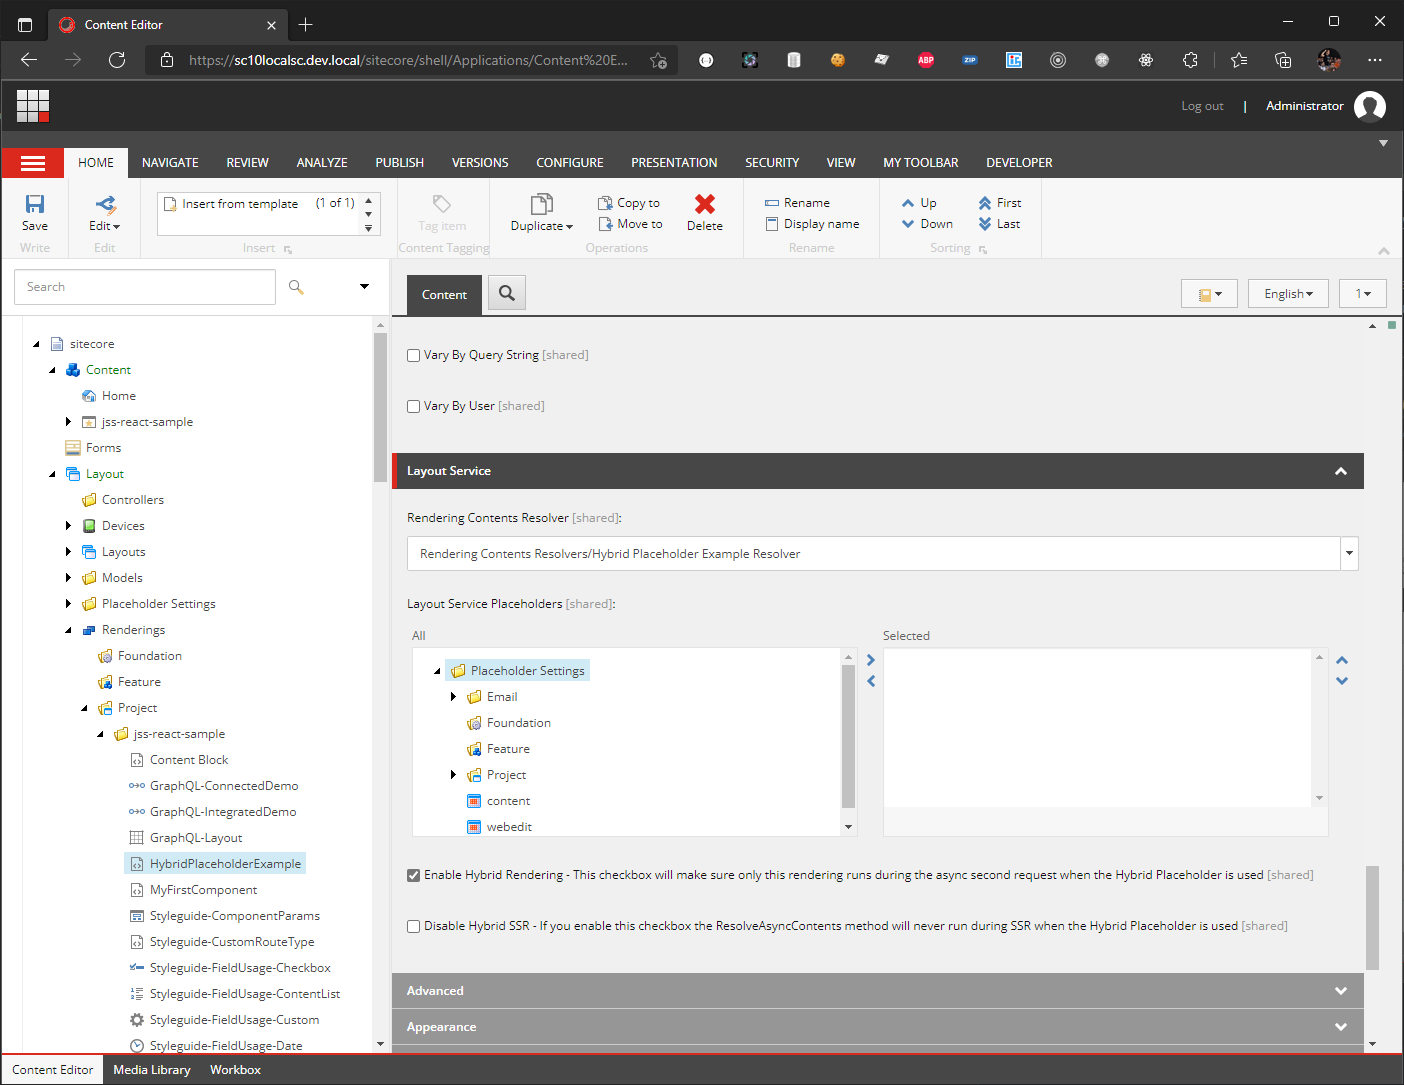 Content Editor
https://sc10localsc.dev.local/sitecore/shell/Applications/Content%20E...
ABP
ZIP
Log out | Administrator
HOME NAVIGATE REVIEW ANALYZE PUBLISH VERSIONS CONFIGURE PRESENTATION SECURITY VIEW MY TOOLBAR DEVELOPER
Save
Write
Edit
Edit
Insert from template (1 of 1)
Insert
Tag item
Content Tagging
Duplicate
Copy to
Move to
Delete
Operations
Rename
Display name
Rename
Up
Down
First
Last
Sorting
Search
Content
English
1
sitecore
Content
Home
jss-react-sample
Forms
Layout
Controllers
Devices
Layouts
Models
Placeholder Settings
Renderings
Foundation
Feature
Project
jss-react-sample
Content Block
GraphQL-ConnectedDemo
GraphQL-IntegratedDemo
GraphQL-Layout
HybridPlaceholderExample
MyFirstComponent
Styleguide-ComponentParams
Styleguide-CustomRouteType
Styleguide-FieldUsage-Checkbox
Styleguide-FieldUsage-ContentList
Styleguide-FieldUsage-Custom
Styleguide-FieldUsage-Date
Vary By Query String [shared]
Vary By User [shared]
Layout Service
Rendering Contents Resolver [shared]:
Rendering Contents Resolvers/Hybrid Placeholder Example Resolver
Layout Service Placeholders [shared]:
All
Selected
Placeholder Settings
Email
Foundation
Feature
Project
content
webedit
Enable Hybrid Rendering - This checkbox will make sure only this rendering runs during the async second request when the Hybrid Placeholder is used [shared]
Disable Hybrid SSR - If you enable this checkbox the ResolveAsyncContents method will never run during SSR when the Hybrid Placeholder is used [shared]
Advanced
Appearance
Content Editor Media Library Workbox